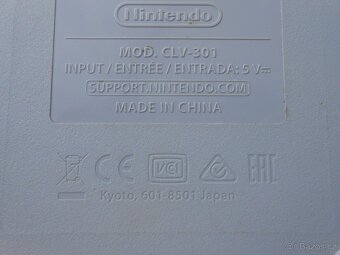 Nintendo
MOD. CLV-301
INPUT / ENTRÉE / ENTRADA: 5 V⎓
SUPPORT.NINTENDO.COM
MADE IN CHINA
CE VCI EAC
Kyoto, 601-8501 Japan